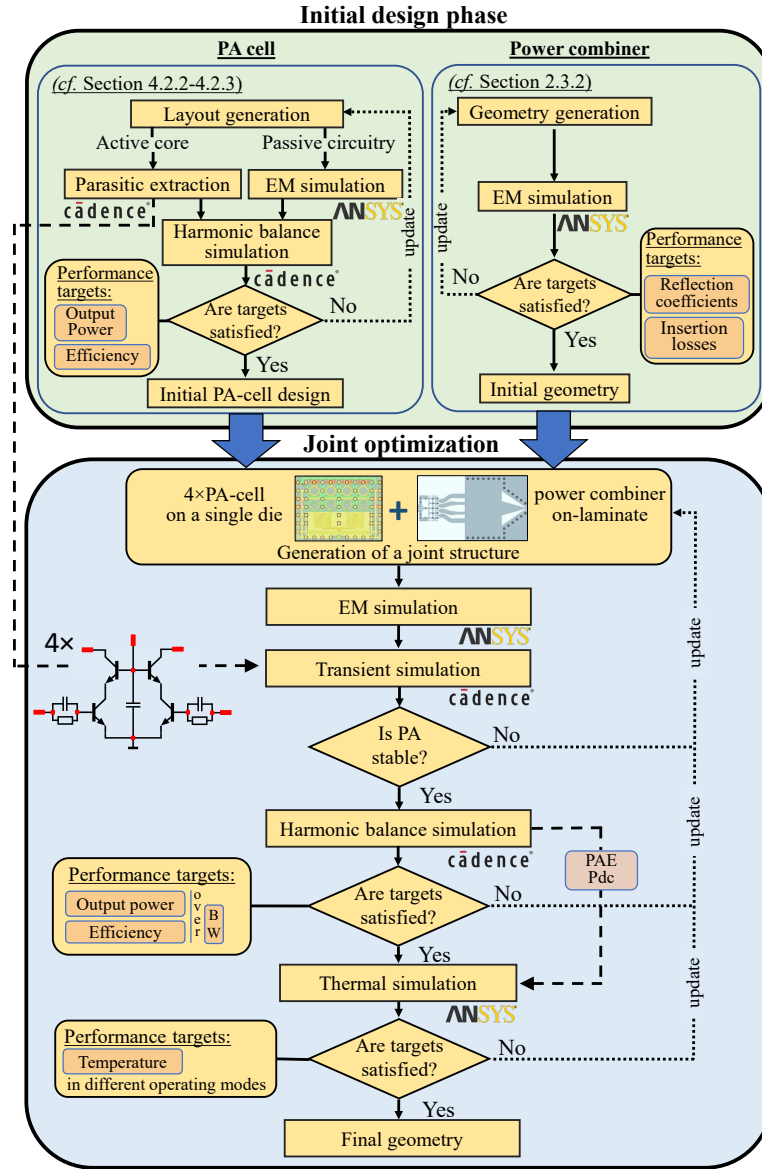 Initial design phase
PA cell
(cf. Section 4.2.2-4.2.3)
Layout generation
Active core
Passive circuitry
Parasitic extraction
EM simulation
cādence®
ANSYS®
Harmonic balance
simulation
cādence®
update
Performance
targets:
Output
Power
Efficiency
Are targets
satisfied?
No
Yes
Initial PA-cell design
Power combiner
(cf. Section 2.3.2)
Geometry generation
EM simulation
ANSYS®
update
No
Are targets
satisfied?
Performance
targets:
Reflection
coefficients
Insertion
losses
Yes
Initial geometry
Joint optimization
4×PA-cell
on a single die
+
power combiner
on-laminate
Generation of a joint structure
EM simulation
ANSYS®
update
4×
Transient simulation
cādence®
Is PA
stable?
No
Yes
update
Harmonic balance simulation
cādence®
PAE
Pdc
Performance targets:
Output power
Efficiency
over
BW
Are targets
satisfied?
No
Yes
update
Thermal simulation
ANSYS®
Performance targets:
Temperature
in different operating modes
Are targets
satisfied?
No
Yes
Final geometry